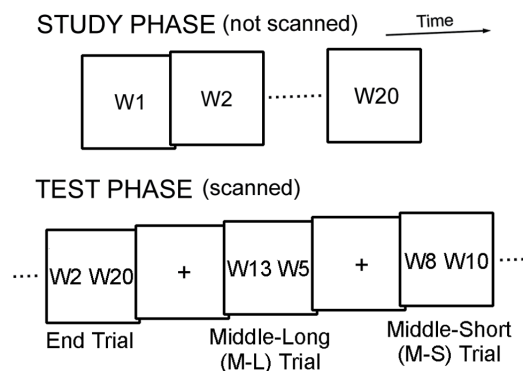 STUDY PHASE (not scanned)
Time
W1
W2
W20
TEST PHASE (scanned)
W2 W20
+
W13 W5
+
W8 W10
End Trial
Middle-Long
(M-L) Trial
Middle-Short
(M-S) Trial